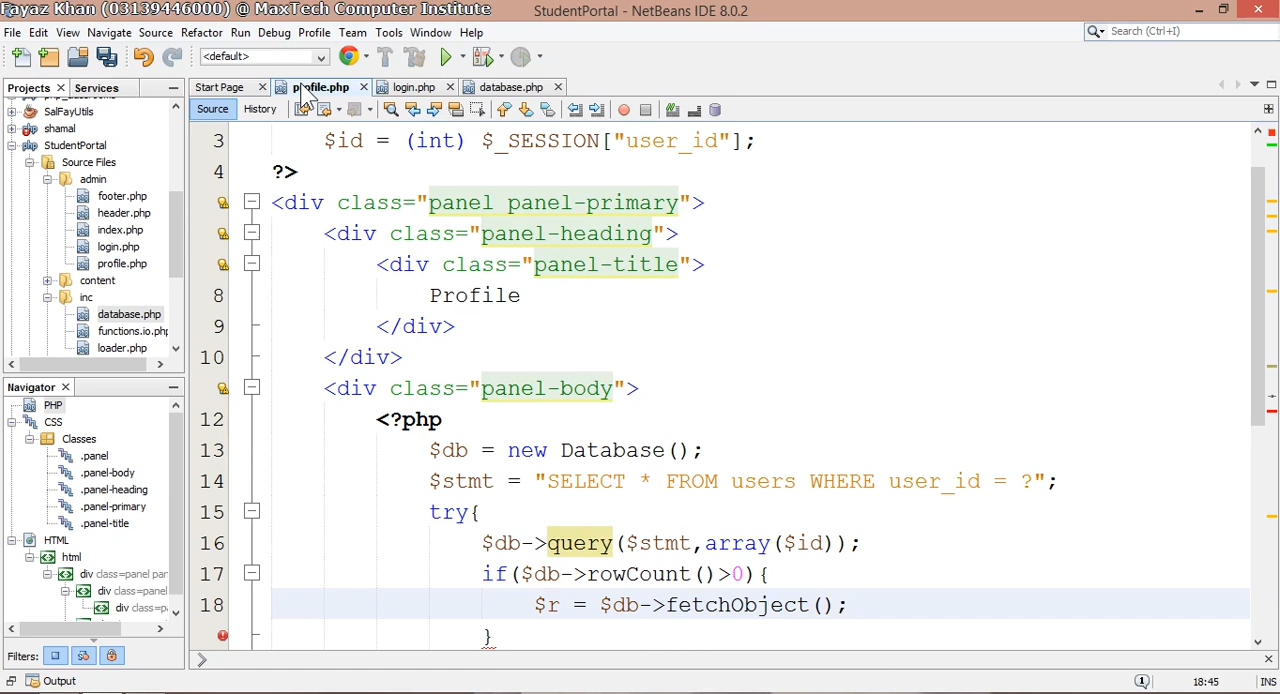 Fayaz Khan (03139446000) @ MaxTech Computer Institute
StudentPortal - NetBeans IDE 8.0.2
File Edit View Navigate Source Refactor Run Debug Profile Team Tools Window Help
Search (Ctrl+I)
<default>
Projects Services
Start Page profile.php login.php database.php
Source History
SalFayUtils
shamal
StudentPortal
Source Files
admin
footer.php
header.php
index.php
login.php
profile.php
content
inc
database.php
functions.io.php
loader.php
Navigator
PHP
CSS
Classes
.panel
.panel-body
.panel-heading
.panel-primary
.panel-title
HTML
html
div class=panel pan
div class=panel
div class=p
Filters:
3 $id = (int) $_SESSION["user_id"];
4 ?>
<div class="panel panel-primary">
<div class="panel-heading">
<div class="panel-title">
8 Profile
9 </div>
10 </div>
<div class="panel-body">
12 <?php
13 $db = new Database();
14 $stmt = "SELECT * FROM users WHERE user_id = ?";
15 try{
16 $db->query($stmt,array($id));
17 if($db->rowCount()>0){
18 $r = $db->fetchObject();
}
Output
18:45 INS